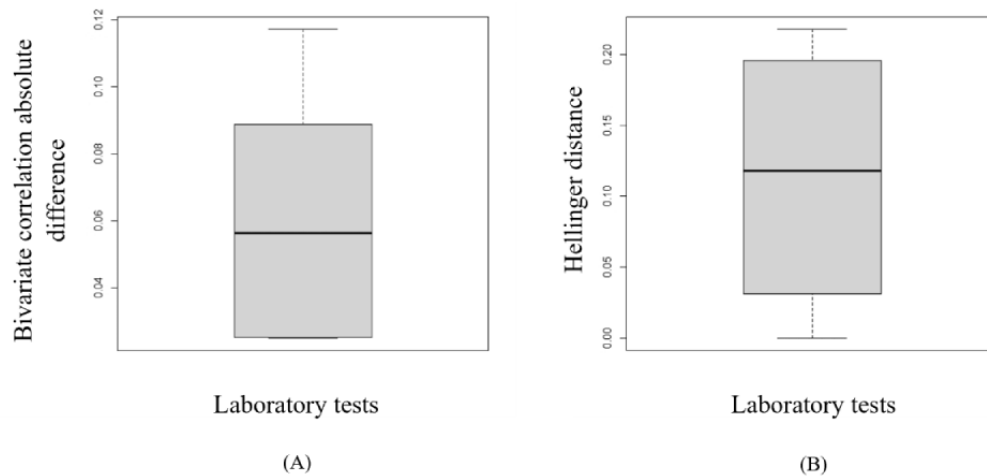 Bivariate correlation absolute
difference
0.12
0.10
0.08
0.06
0.04
Laboratory tests
(A)
Hellinger distance
0.20
0.15
0.10
0.05
0.00
Laboratory tests
(B)